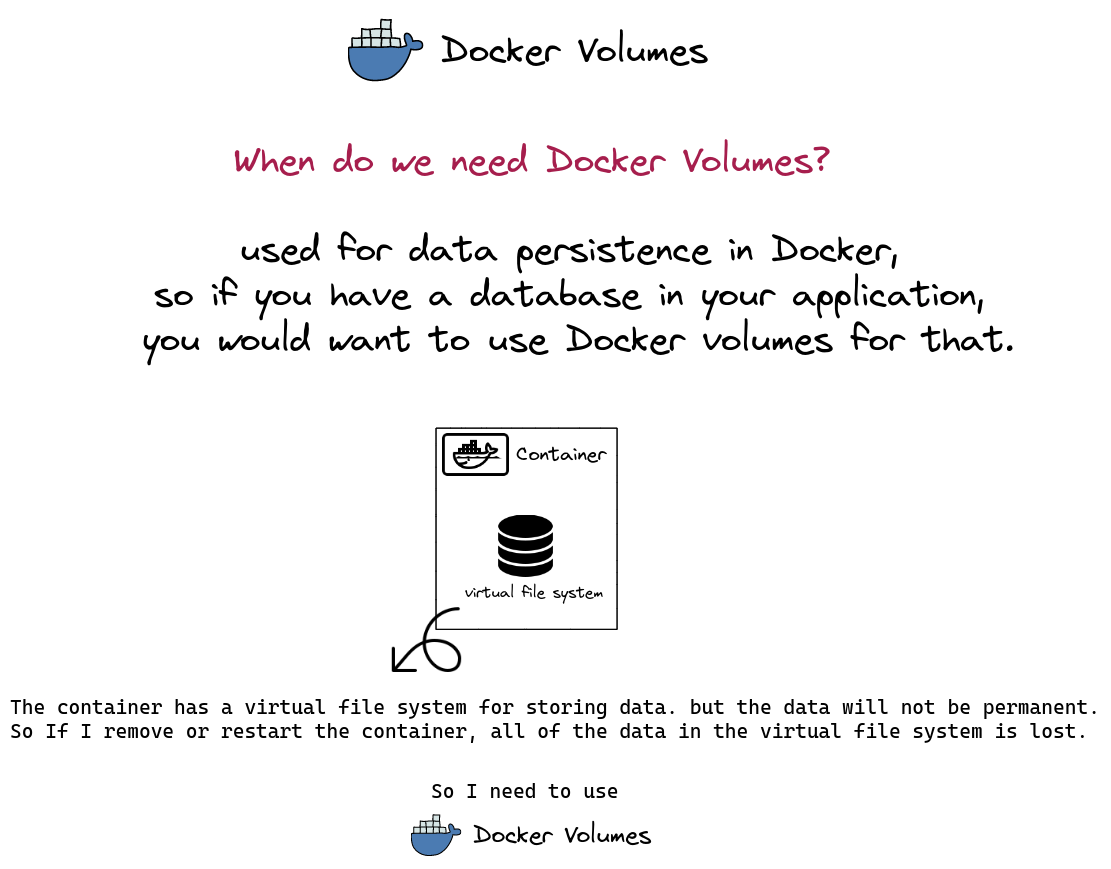 Docker Volumes
When do we need Docker Volumes?
used for data persistence in Docker,
so if you have a database in your application,
you would want to use Docker volumes for that.
Container
virtual file system
The container has a virtual file system for storing data. but the data will not be permanent.
So If I remove or restart the container, all of the data in the virtual file system is lost.
So I need to use
Docker Volumes